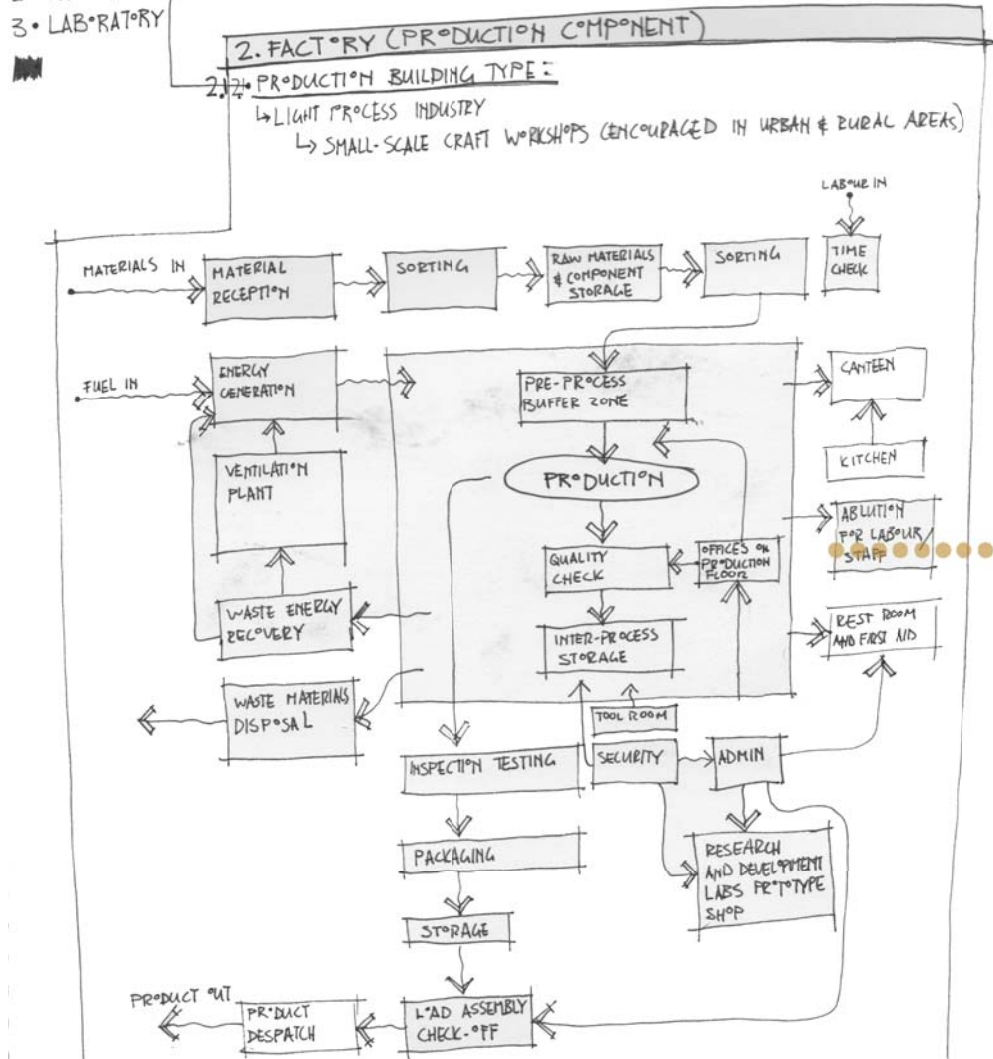 3. LABORATORY
2. FACTORY (PRODUCTION COMPONENT)
PRODUCTION BUILDING TYPE:
LIGHT PROCESS INDUSTRY
SMALL-SCALE CRAFT WORKSHOPS (ENCOURAGED IN URBAN & RURAL AREAS)
LABOUR IN
TIME
CHECK
MATERIALS IN
MATERIAL
RECEPTION
SORTING
RAW MATERIALS
& COMPONENT
STORAGE
SORTING
FUEL IN
ENERGY
GENERATION
PRE-PROCESS
BUFFER ZONE
CANTEEN
KITCHEN
VENTILATION
PLANT
PRODUCTION
ABLUTION
FOR LABOUR/
STAFF
QUALITY
CHECK
OFFICES ON
PRODUCTION
FLOOR
WASTE ENERGY
RECOVERY
INTER-PROCESS
STORAGE
REST ROOM
AND FIRST AID
WASTE MATERIALS
DISPOSAL
TOOL ROOM
INSPECTION TESTING
SECURITY
ADMIN
PACKAGING
RESEARCH
AND DEVELOPMENT
LABS PROTOTYPE
SHOP
STORAGE
PRODUCT OUT
PRODUCT
DESPATCH
LOAD ASSEMBLY
CHECK-OFF